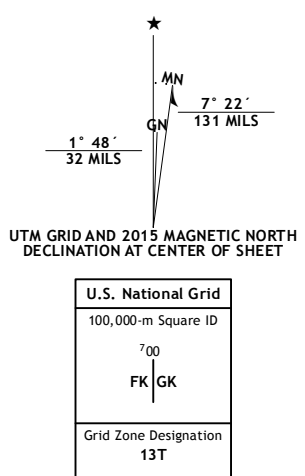 ★
MN
GN
7° 22´
131 MILS
1° 48´
32 MILS
UTM GRID AND 2015 MAGNETIC NORTH
DECLINATION AT CENTER OF SHEET
U.S. National Grid
100,000-m Square ID
⁷00
FK GK
Grid Zone Designation
13T